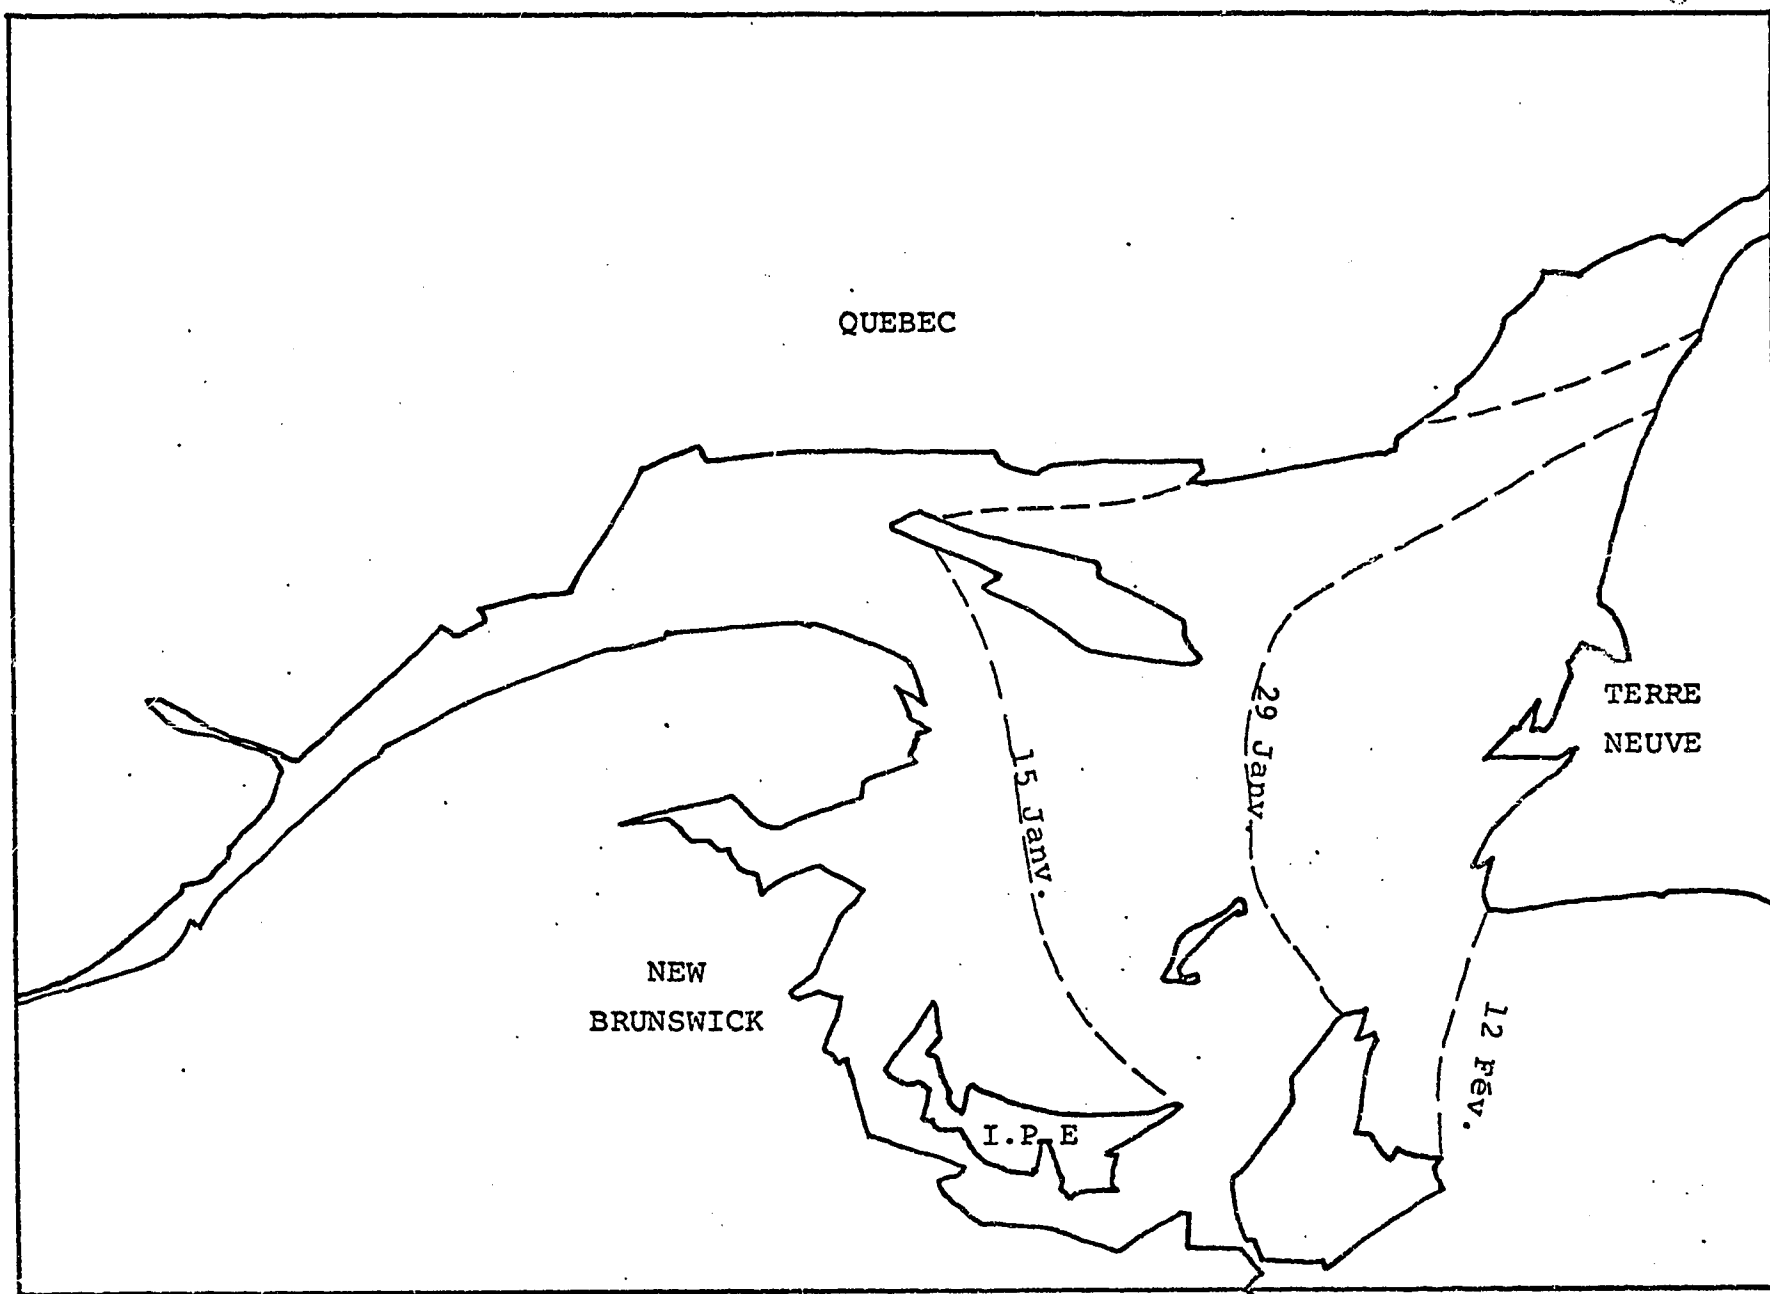 QUEBEC
TERRE
NEUVE
29 Janv.
15 Janv.
NEW
BRUNSWICK
12 Fév.
I.P.E